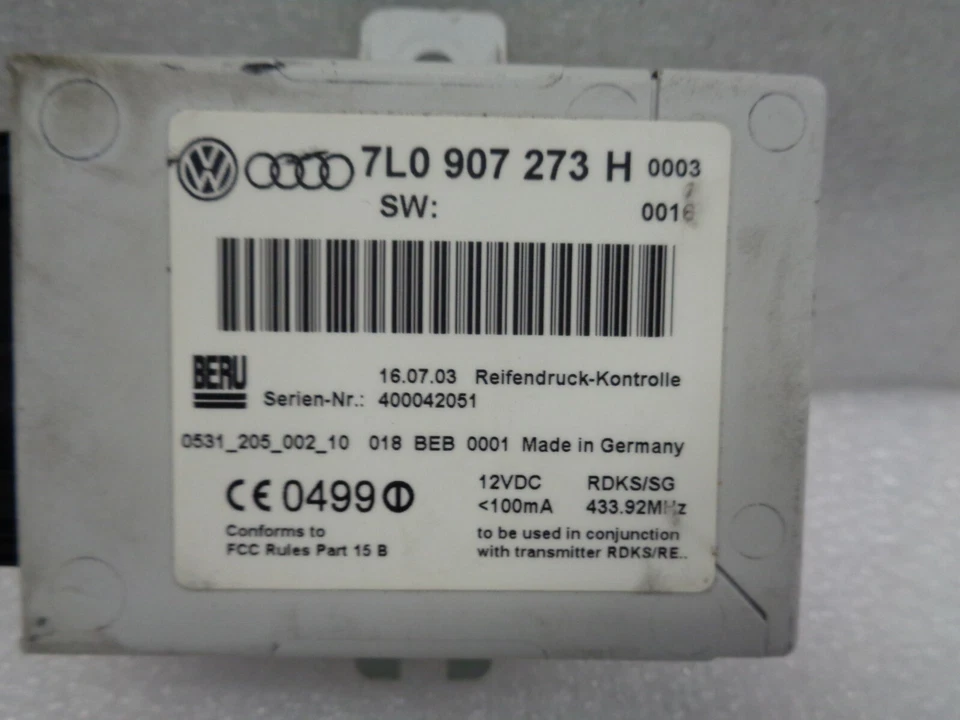 7L0 907 273 H 0003
SW: 0016
BERU
16.07.03 Reifendruck-Kontrolle
Serien-Nr.: 400042051
0531_205_002_10 018 BEB 0001 Made in Germany
CE 0499
12VDC RDKS/SG
<100mA 433.92MHz
Conforms to
FCC Rules Part 15 B
to be used in conjunction
with transmitter RDKS/RE..